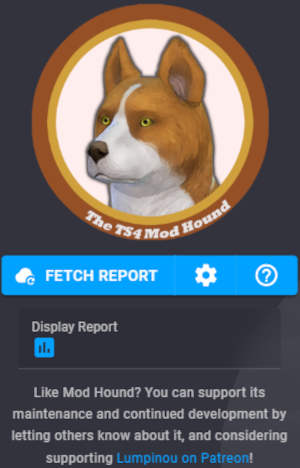 The TS4 Mod Hound
FETCH REPORT
Display Report
Like Mod Hound? You can support its
maintenance and continued development by
letting others know about it, and considering
supporting Lumpinou on Patreon!